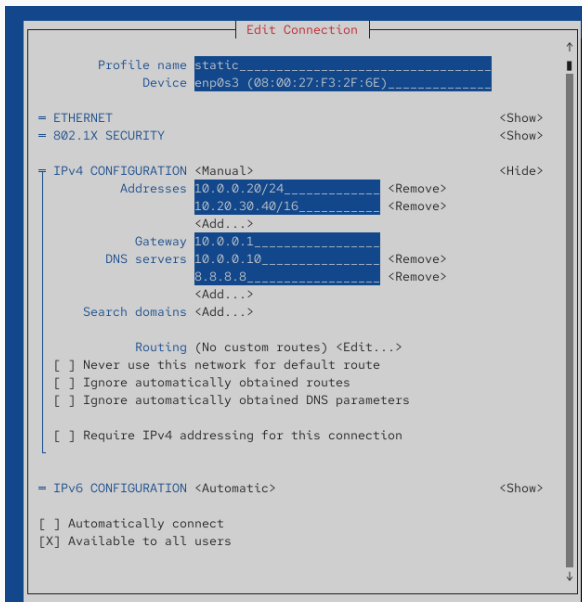 Edit Connection
Profile name static
Device enp0s3 (08:00:27:F3:2F:6E)
= ETHERNET <Show>
= 802.1X SECURITY <Show>
IPv4 CONFIGURATION <Manual> <Hide>
Addresses 10.0.0.20/24 <Remove>
10.20.30.40/16 <Remove>
<Add...>
Gateway 10.0.0.1
DNS servers 10.0.0.10 <Remove>
8.8.8.8 <Remove>
<Add...>
Search domains <Add...>
Routing (No custom routes) <Edit...>
[ ] Never use this network for default route
[ ] Ignore automatically obtained routes
[ ] Ignore automatically obtained DNS parameters
[ ] Require IPv4 addressing for this connection
= IPv6 CONFIGURATION <Automatic> <Show>
[ ] Automatically connect
[X] Available to all users